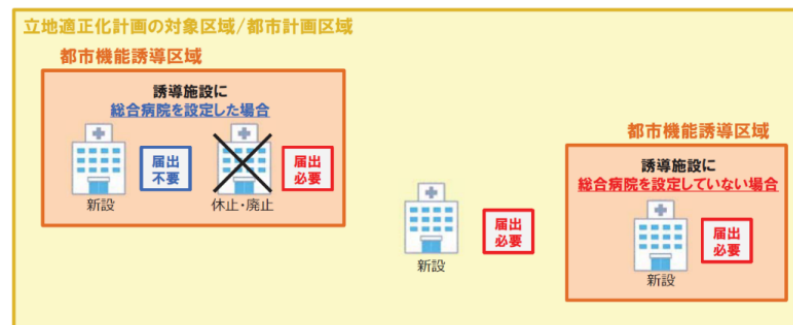 立地適正化計画の対象区域/都市計画区域
都市機能誘導区域
誘導施設に
総合病院を設定した場合
届出
不要
新設
届出
必要
休止・廃止
届出
必要
新設
都市機能誘導区域
誘導施設に
総合病院を設定していない場合
届出
必要
新設